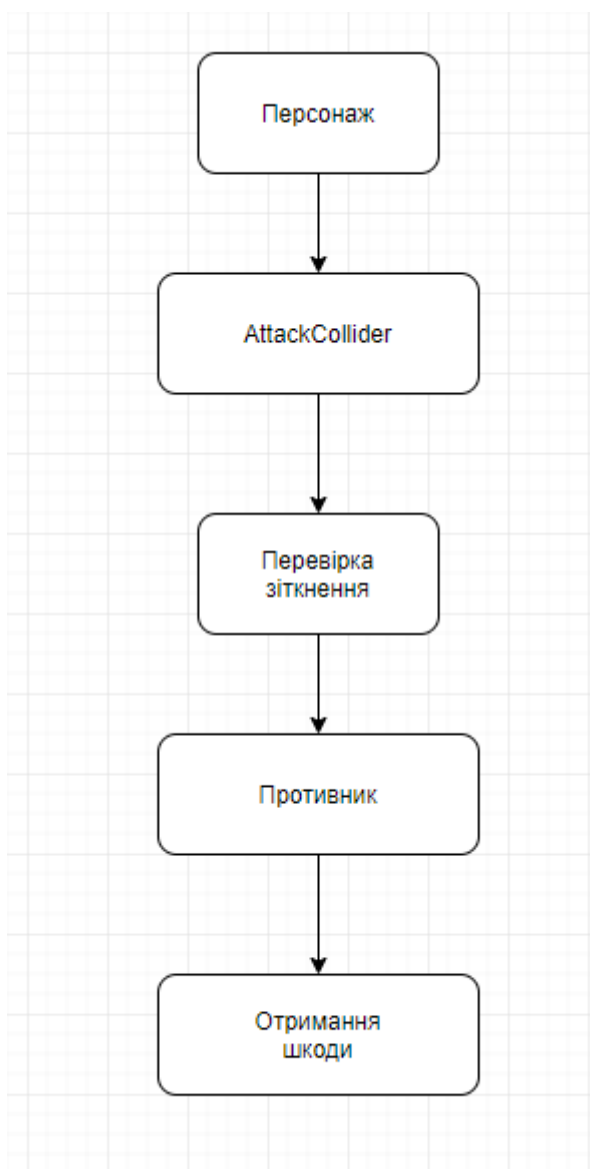 Персонаж
AttackCollider
Перевірка
зіткнення
Противник
Отримання
шкоди